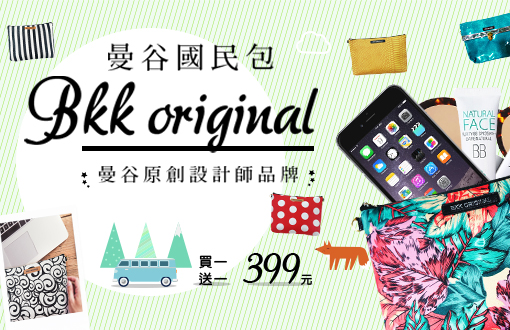 曼谷國民包
Bkk original
曼谷原創設計師品牌
買一
送一
399元
NATURAL
FACE
BB
BKK ORIGINAL